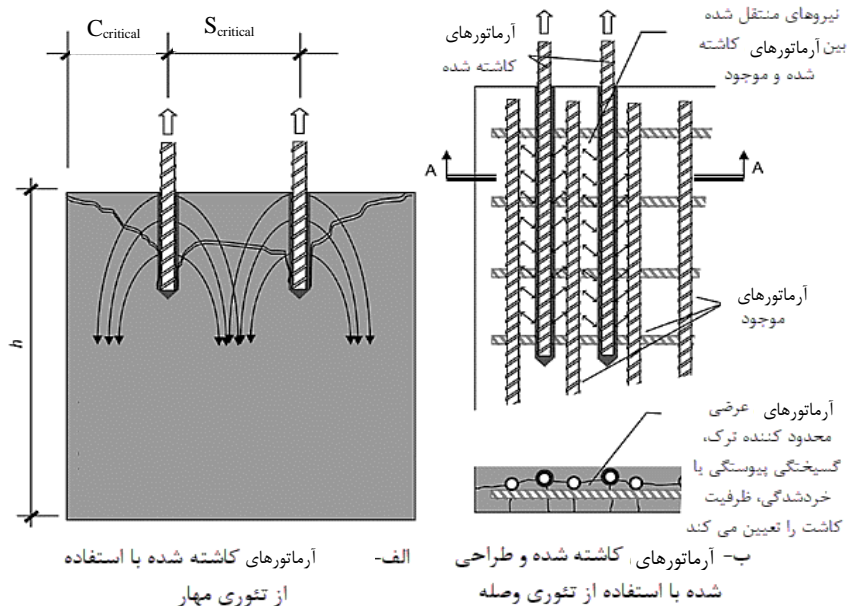 C critical
S critical
h
الف- آرماتورهای کاشته شده با استفاده
از تئوری مهار
آرماتورهای
کاشته شده
نیروهای منتقل شده
بین آرماتورهای کاشته
شده و موجود
A
A
آرماتورهای
موجود
آرماتورهای عرضی
محدود کننده ترک،
گسیختگی پیوستگی یا
خردشدگی، ظرفیت
کاشت را تعیین می کند
ب- آرماتورهای کاشته شده و طراحی
شده با استفاده از تئوری وصله